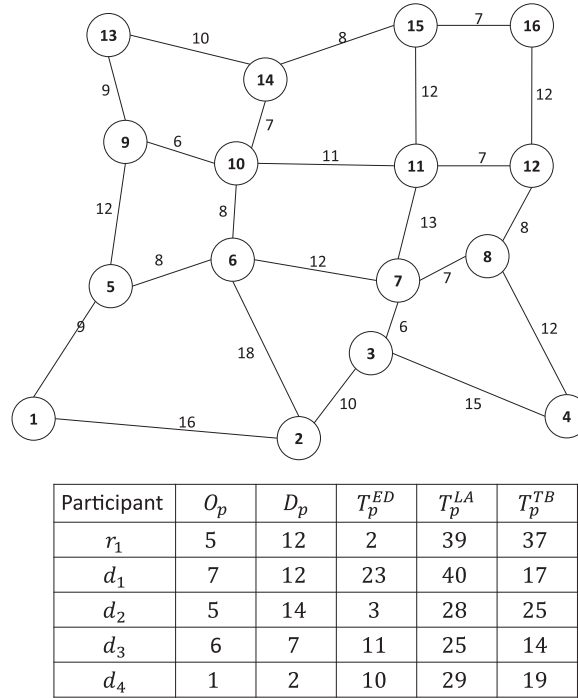 15 7 16
13 10 8
14
9 12 12
7
9 6
10 11 11 7 12
12 8 13 8
8 6 12 8
5 7 7
9 18 6 12
3
10 15
1 16 4
2
Participant O_p D_p T_p^{ED} T_p^{LA} T_p^{TB}
r_1 5 12 2 39 37
d_1 7 12 23 40 17
d_2 5 14 3 28 25
d_3 6 7 11 25 14
d_4 1 2 10 29 19